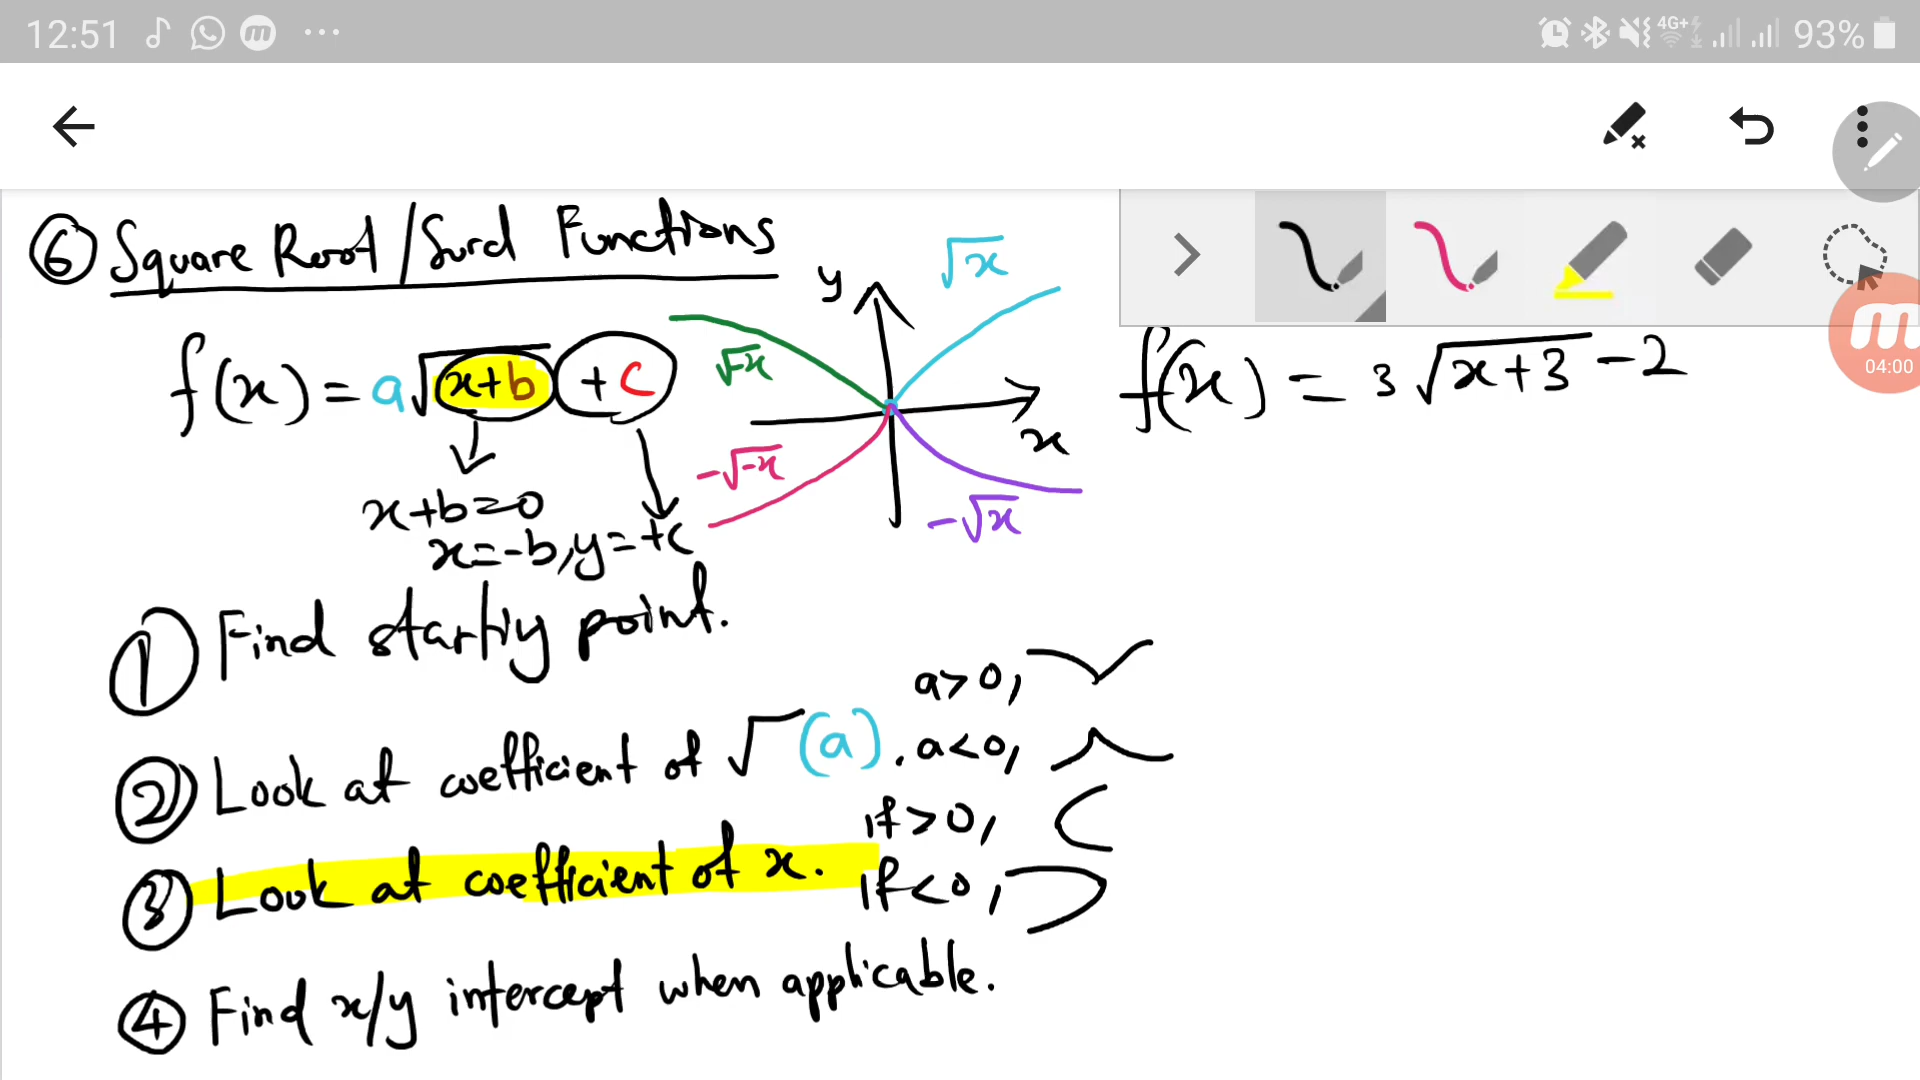 12:51 93%
4G+
⑥ Square Root/Surd Functions
f(x) = a√(x+b) + c
x+b=0
x=-b, y=+c
y
x
√x
√-x
-√-x
-√x
① Find starting point.
② Look at coefficient of √ (a). a>0,
a<0,
③ Look at coefficient of x. if >0,
if <0,
④ Find x/y intercept when applicable.
f(x) = 3√(x+3) - 2
m
04:00